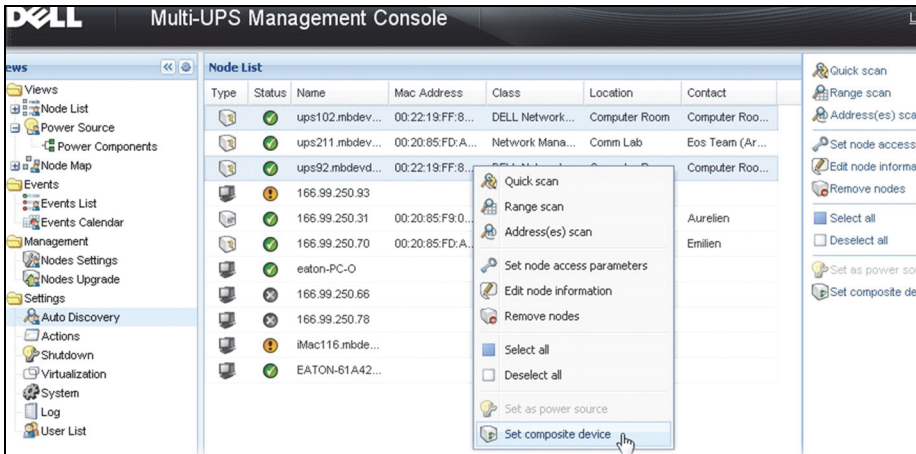 DELL Multi-UPS Management Console
ews
Views
Node List
Power Source
Power Components
Node Map
Events
Events List
Events Calendar
Management
Nodes Settings
Nodes Upgrade
Settings
Auto Discovery
Actions
Shutdown
Virtualization
System
Log
User List
Node List
Type Status Name Mac Address Class Location Contact
ups102.mbdev... 00:22:19:FF:8... DELL Network... Computer Room Computer Roo...
ups211.mbdev... 00:20:85:FD:A... Network Mana... Comm Lab Eos Team (Ar...
ups92.mbdevd... 00:22:19:FF:8... Computer Roo...
166.99.250.93
166.99.250.31 00:20:85:F9:0... Aurelien
166.99.250.70 00:20:85:FD:A... Emilien
eaton-PC-O
166.99.250.66
166.99.250.78
iMac116.mbde...
EATON-61A42...
Quick scan
Range scan
Address(es) scan
Set node access parameters
Edit node information
Remove nodes
Select all
Deselect all
Set as power source
Set composite device
Quick scan
Range scan
Address(es) sca
Set node access
Edit node informa
Remove nodes
Select all
Deselect all
Set as power so
Set composite de